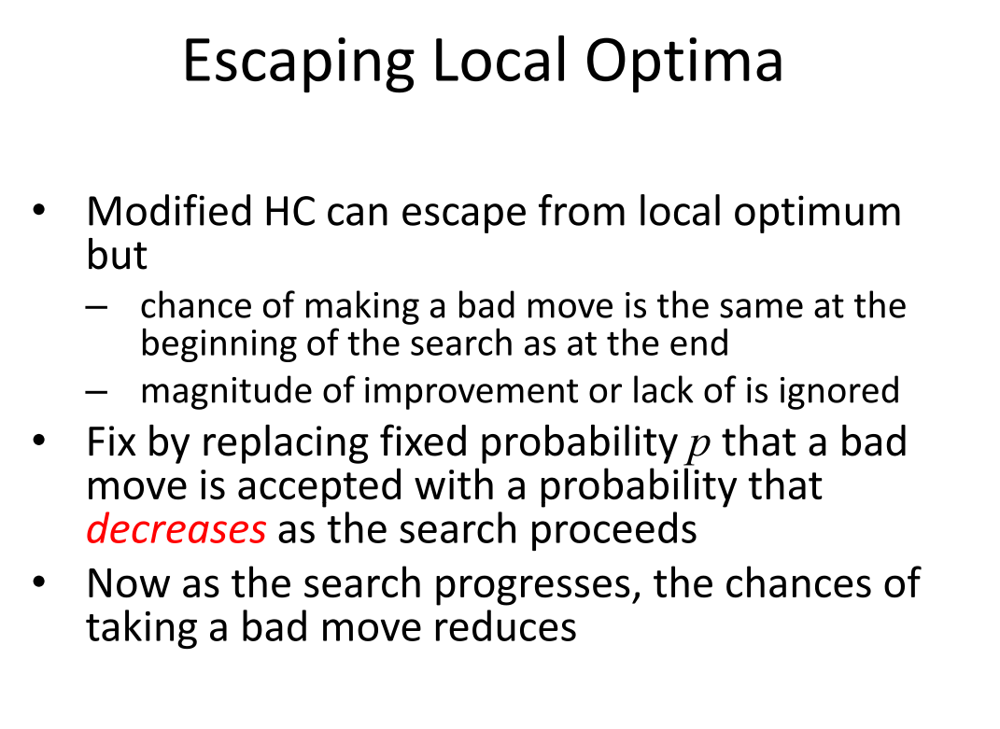 Escaping Local Optima
• Modified HC can escape from local optimum
but
– chance of making a bad move is the same at the
beginning of the search as at the end
– magnitude of improvement or lack of is ignored
• Fix by replacing fixed probability p that a bad
move is accepted with a probability that
decreases as the search proceeds
• Now as the search progresses, the chances of
taking a bad move reduces